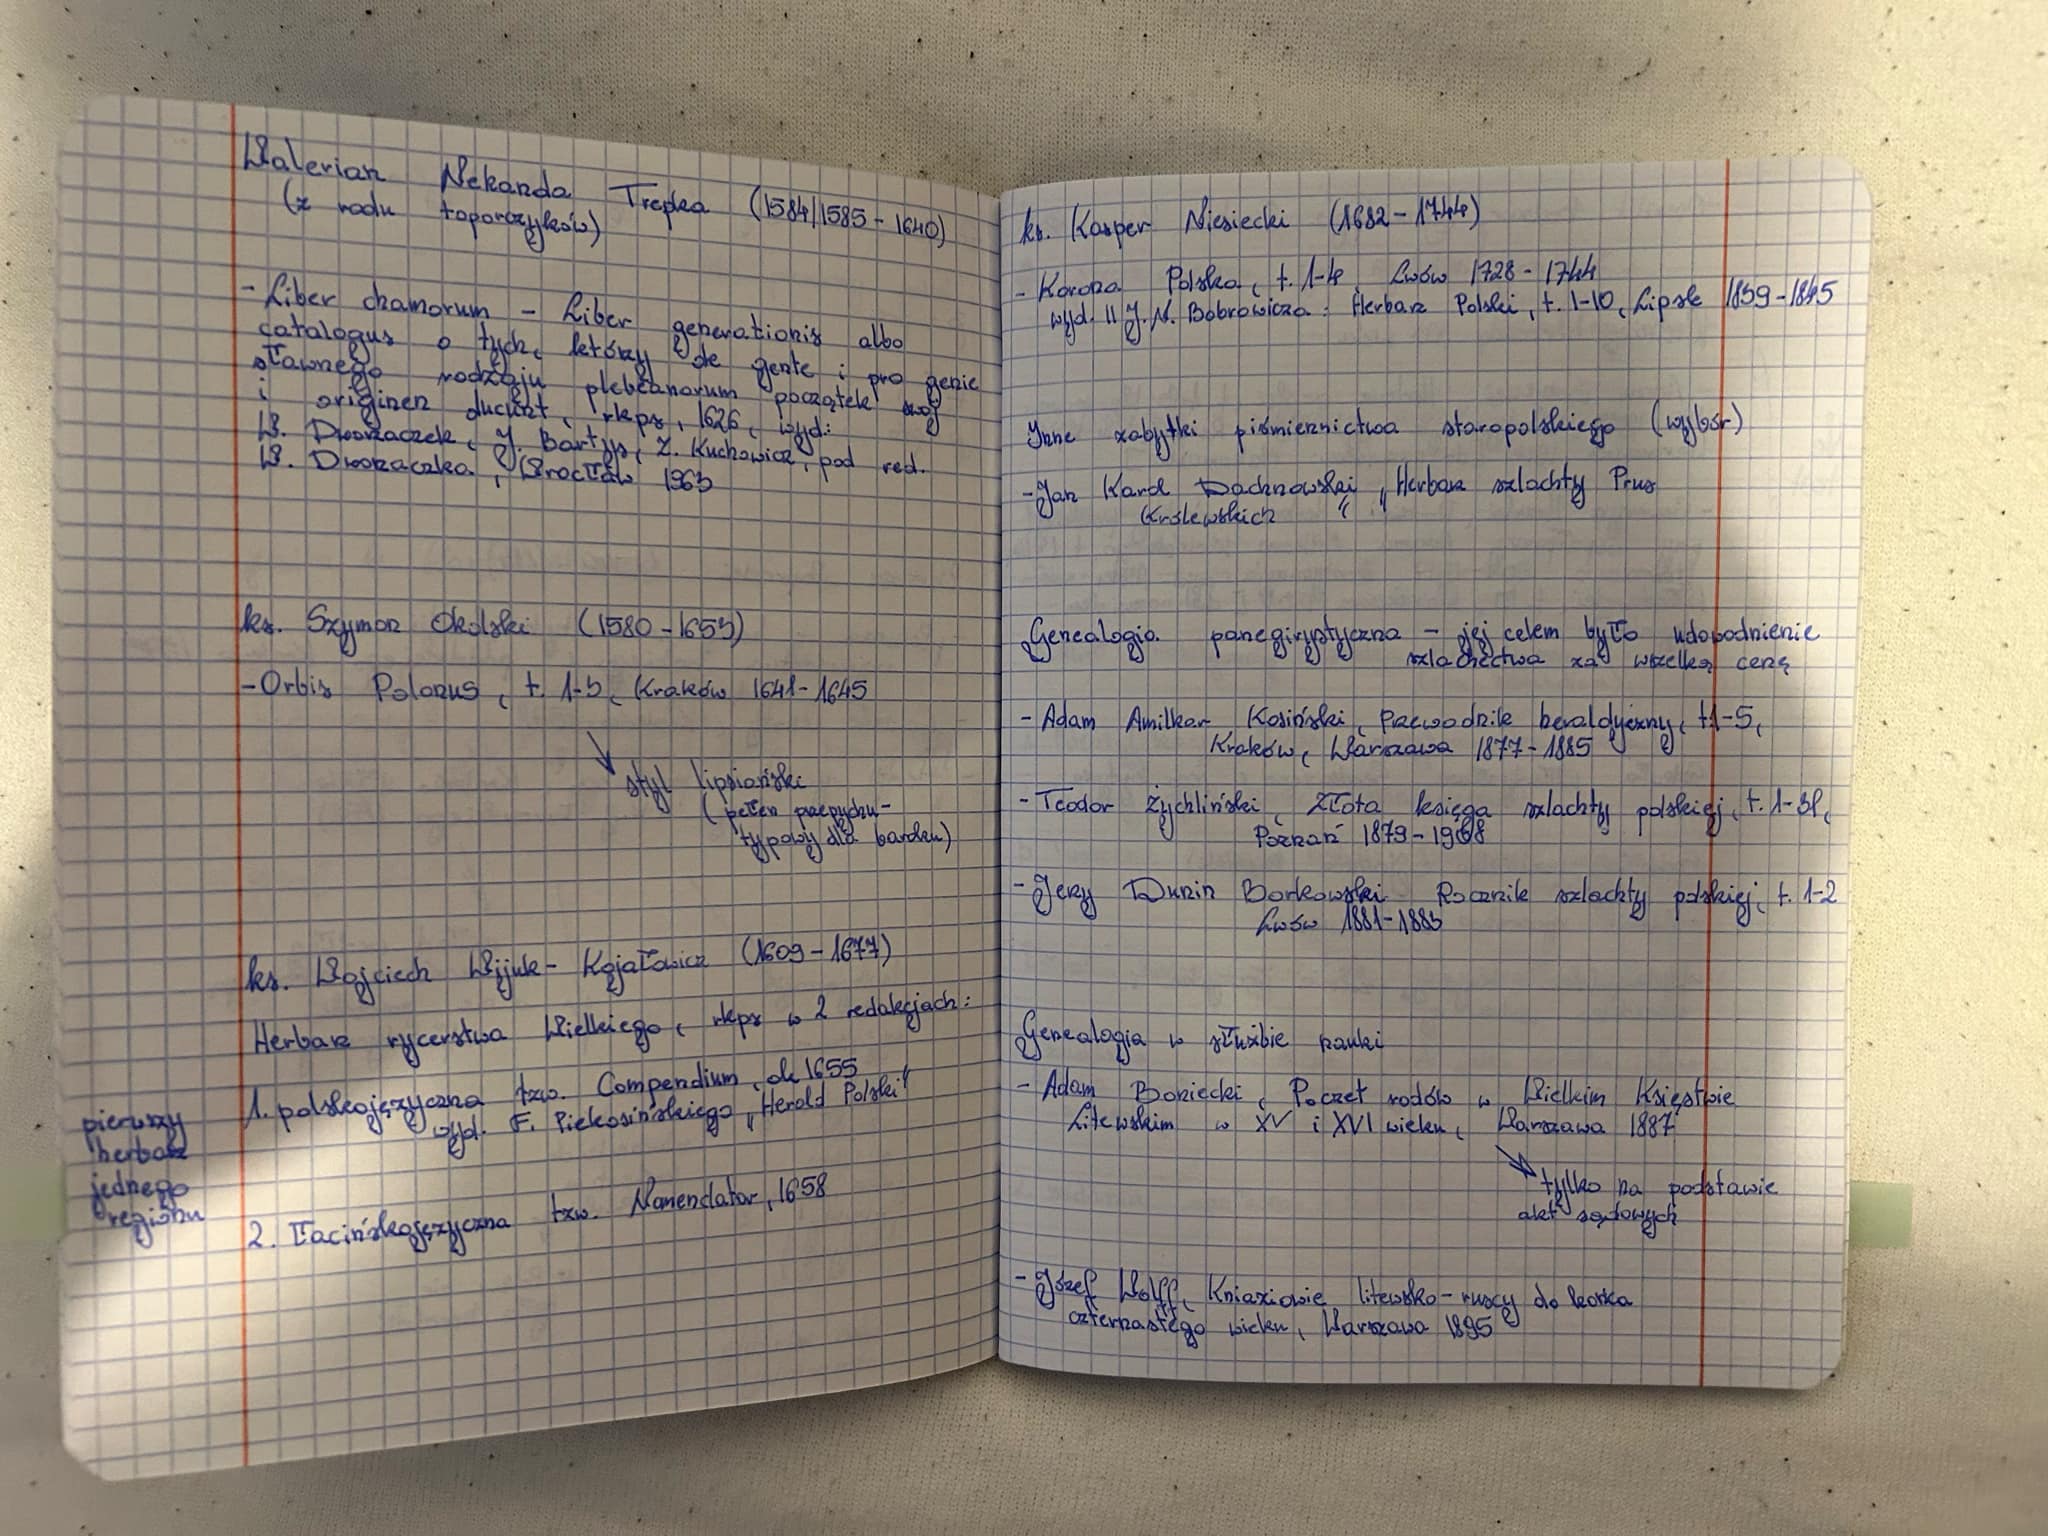 Walerian Nekanda Trepka (1584/1585 - 1640)
(z rodu toporczyków)
- Liber chamorum - Liber generationis albo
catalogus o tych, którzy de gente i progenie
sławnego rodzaju plebeanorum początek swój
i originen ducunt, rkps, 1626, wyd:
W. Dworzaczek, J. Bartys, Z. Kuchowicz, pod red.
W. Dworzaczka, Wrocław 1963
ks. Szymon Okolski (1580 - 1653)
- Orbis Polonus, t. 1-3, Kraków 1641 - 1645
styl lipsiański
(pełen przepychu -
typowy dla baroku)
ks. Wojciech Wijuk - Kojałowicz (1609 - 1677)
Herbarz rycerstwa Wielkiego, rkps w 2 redakcjach:
1. polskojęzyczna tzw. Compendium, ok 1655
wyd. F. Piekosińskiego „Herold Polski”
pierwszy
herbarz
jednego
regionu
2. łacińskojęzyczna tzw. Nomenclator, 1658
ks. Kasper Niesiecki (1682 - 1744)
- Korona Polska, t. 1-4, Lwów 1728 - 1744
wyd. II J. N. Bobrowicza: Herbarz Polski, t. 1-10, Lipsk 1839 - 1845
Inne zabytki piśmiennictwa staropolskiego (wybór)
- Jan Karol Dachnowski „Herbarz szlachty Prus
Królewskich”
Genealogia panegirystyczna - jej celem było udowodnienie
szlachectwa za wszelką cenę
- Adam Amilkar Kosiński, Przewodnik heraldyczny, t. 1-5,
Kraków, Warszawa 1877 - 1885
- Teodor Żychliński, Złota księga szlachty polskiej, t. 1-31,
Poznań 1879 - 1908
- Jerzy Dunin Borkowski Rocznik szlachty polskiej, t. 1-2
Lwów 1881 - 1883
Genealogia w służbie nauki
- Adam Boniecki, Poczet rodów w Wielkim Księstwie
Litewskim w XV i XVI wieku, Warszawa 1887
tylko na podstawie
akt sądowych
- Józef Wolff, Kniaziowie litewsko - ruscy do końca
czternastego wieku, Warszawa 1895